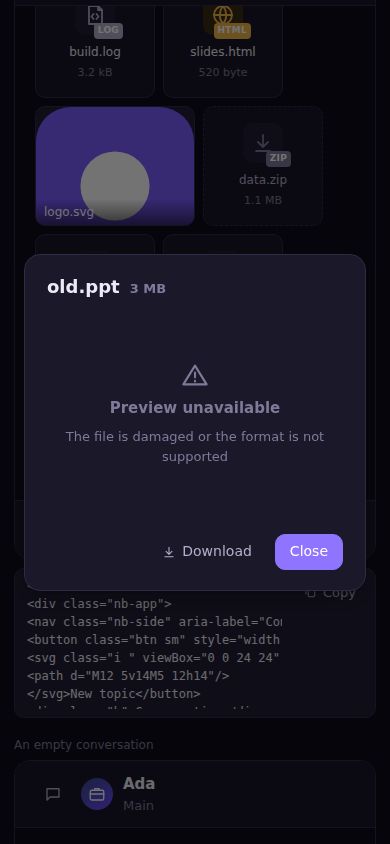 LOG
HTML
build.log
slides.html
3.2 kB
520 byte
logo.svg
ZIP
data.zip
1.1 MB
old.ppt 3 MB
Preview unavailable
The file is damaged or the format is not
supported
Download
Close
Copy
<div class="nb-app">
<nav class="nb-side" aria-label="Con
<button class="btn sm" style="width
<svg class="i " viewBox="0 0 24 24"
<path d="M12 5v14M5 12h14"/>
</svg>New topic</button>
An empty conversation
Ada
Main